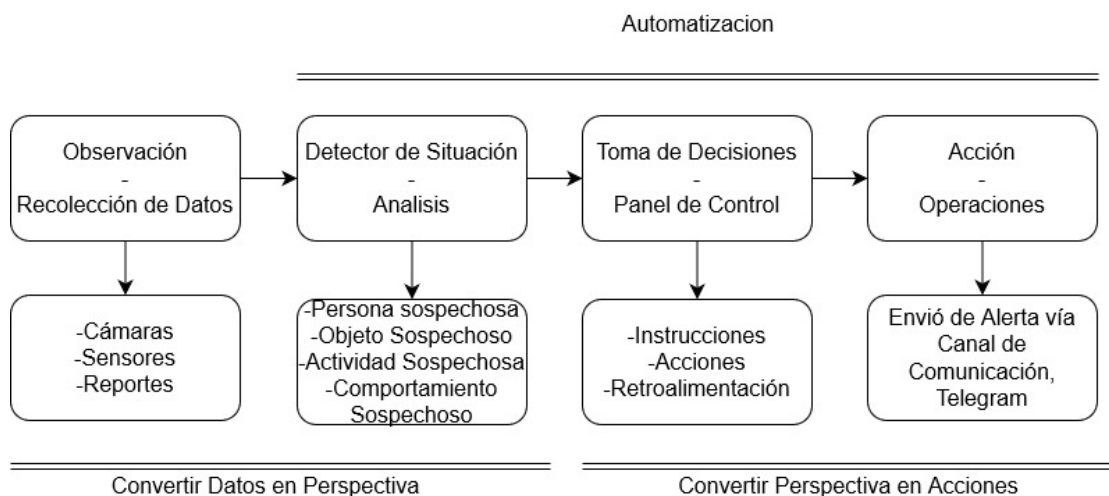 Automatizacion
Observación
-
Recolección de Datos
Detector de Situación
-
Analisis
Toma de Decisiones
-
Panel de Control
Acción
-
Operaciones
-Cámaras
-Sensores
-Reportes
-Persona sospechosa
-Objeto Sospechoso
-Actividad Sospechosa
-Comportamiento
Sospechoso
-Instrucciones
-Acciones
-Retroalimentación
Envió de Alerta vía
Canal de
Comunicación,
Telegram
Convertir Datos en Perspectiva
Convertir Perspectiva en Acciones